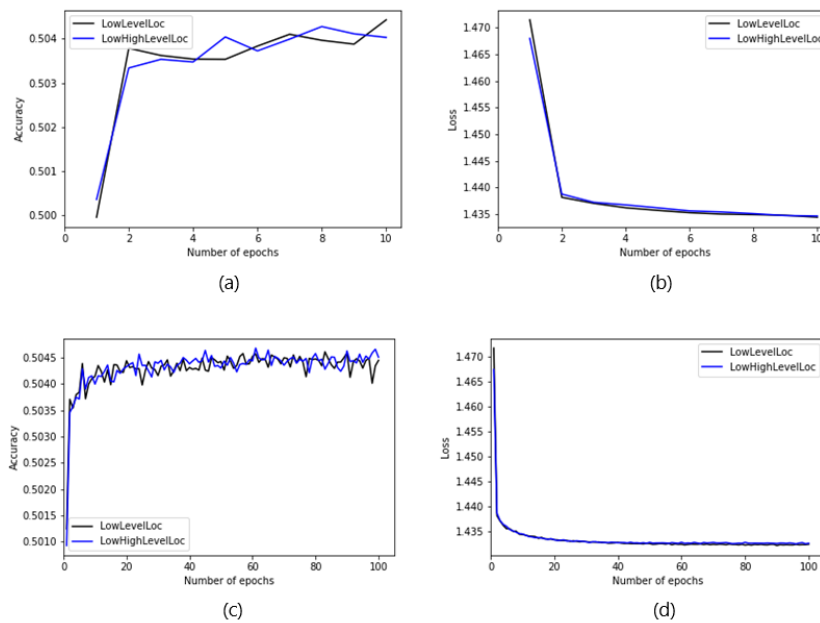 LowLevelLoc
LowHighLevelLoc
0.504
0.503
0.502
0.501
0.500
Accuracy
0 2 4 6 8 10
Number of epochs
(a)
LowLevelLoc
LowHighLevelLoc
1.470
1.465
1.460
1.455
1.450
1.445
1.440
1.435
Loss
0 2 4 6 8 10
Number of epochs
(b)
0.5045
0.5040
0.5035
0.5030
0.5025
0.5020
0.5015
0.5010
Accuracy
LowLevelLoc
LowHighLevelLoc
0 20 40 60 80 100
Number of epochs
(c)
LowLevelLoc
LowHighLevelLoc
1.470
1.465
1.460
1.455
1.450
1.445
1.440
1.435
Loss
0 20 40 60 80 100
Number of epochs
(d)